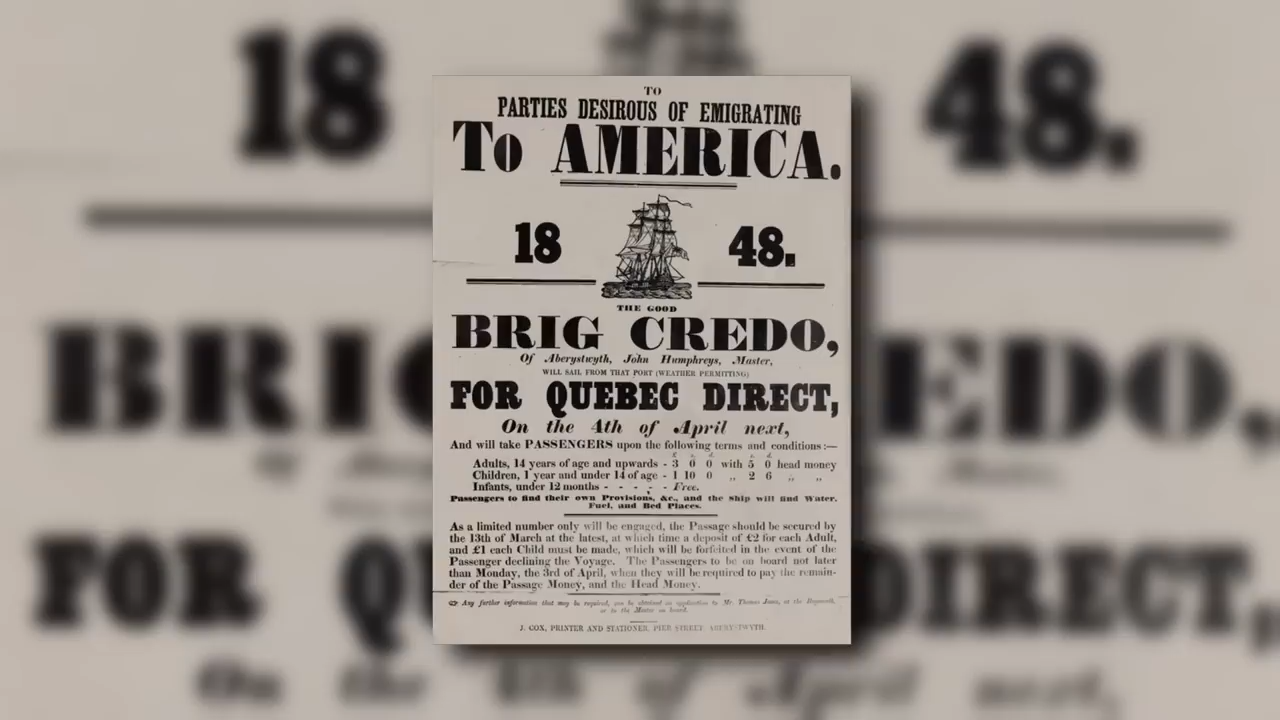 TO
PARTIES DESIROUS OF EMIGRATING
To AMERICA.
18 48.
THE GOOD
BRIG CREDO,
Of Aberystwyth, John Humphreys, Master,
WILL SAIL FROM THAT PORT (WEATHER PERMITTING)
FOR QUEBEC DIRECT,
On the 4th of April next,
And will take PASSENGERS upon the following terms and conditions:—
£ s. d. s. d.
Adults, 14 years of age and upwards - 3 0 0 with 5 0 head money
Children, 1 year and under 14 of age - 1 10 0 „ 2 6 „ „
Infants, under 12 months - - - - - Free.
Passengers to find their own Provisions, &c., and the Ship will find Water,
Fuel, and Bed Places.
As a limited number only will be engaged, the Passage should be secured by
the 13th of March at the latest, at which time a deposit of £2 for each Adult,
and £1 each Child must be made, which will be forfeited in the event of the
Passenger declining the Voyage. The Passengers to be on board not later
than Monday, the 3rd of April, when they will be required to pay the remain-
der of the Passage Money, and the Head Money.
☞ Any further information that may be required, can be obtained on application to Mr. Thomas Jones, at the
or to the Master on board.
J. COX, PRINTER AND STATIONER, PIER STREET ABERYSTWYTH.